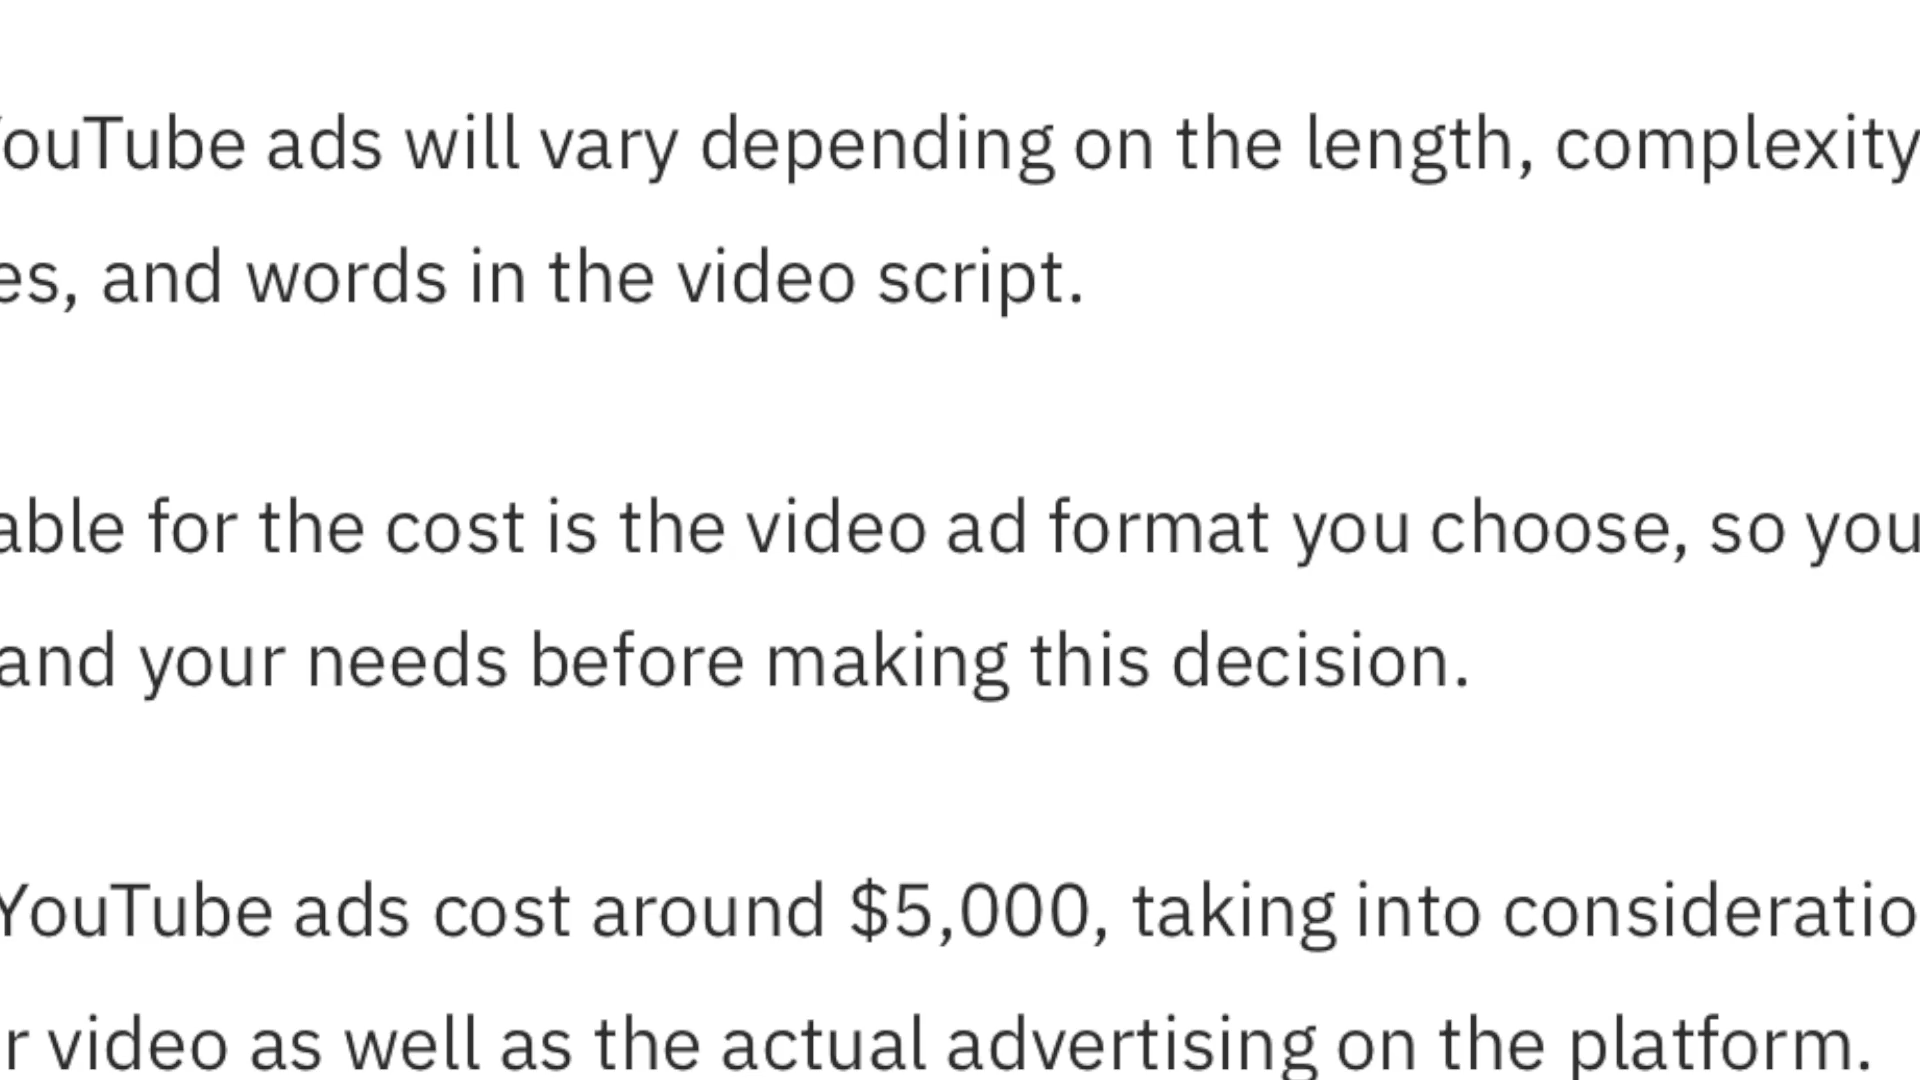 YouTube ads will vary depending on the length, complexity
es, and words in the video script.
able for the cost is the video ad format you choose, so you
and your needs before making this decision.
YouTube ads cost around $5,000, taking into consideratio
r video as well as the actual advertising on the platform.